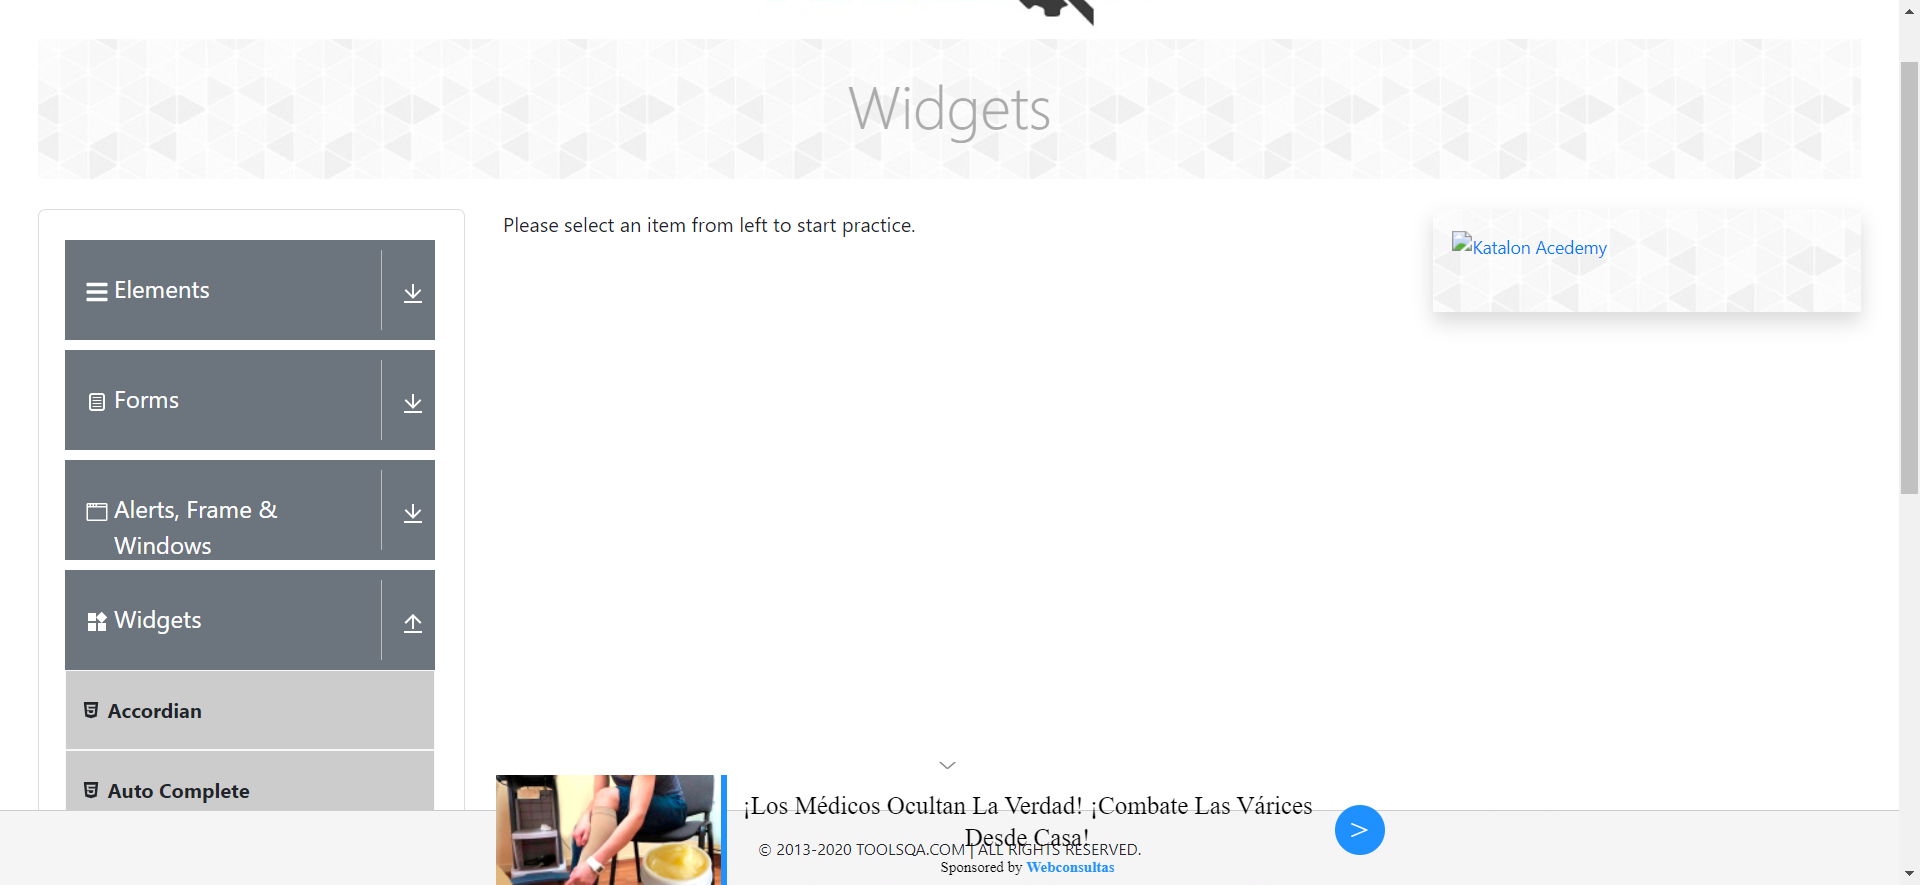 Widgets
Elements
Forms
Alerts, Frame &
Windows
Widgets
Accordian
Auto Complete
Please select an item from left to start practice.
Katalon Acedemy
¡Los Médicos Ocultan La Verdad! ¡Combate Las Várices
Desde Casa!
© 2013-2020 TOOLSQA.COM | ALL RIGHTS RESERVED.
Sponsored by Webconsultas